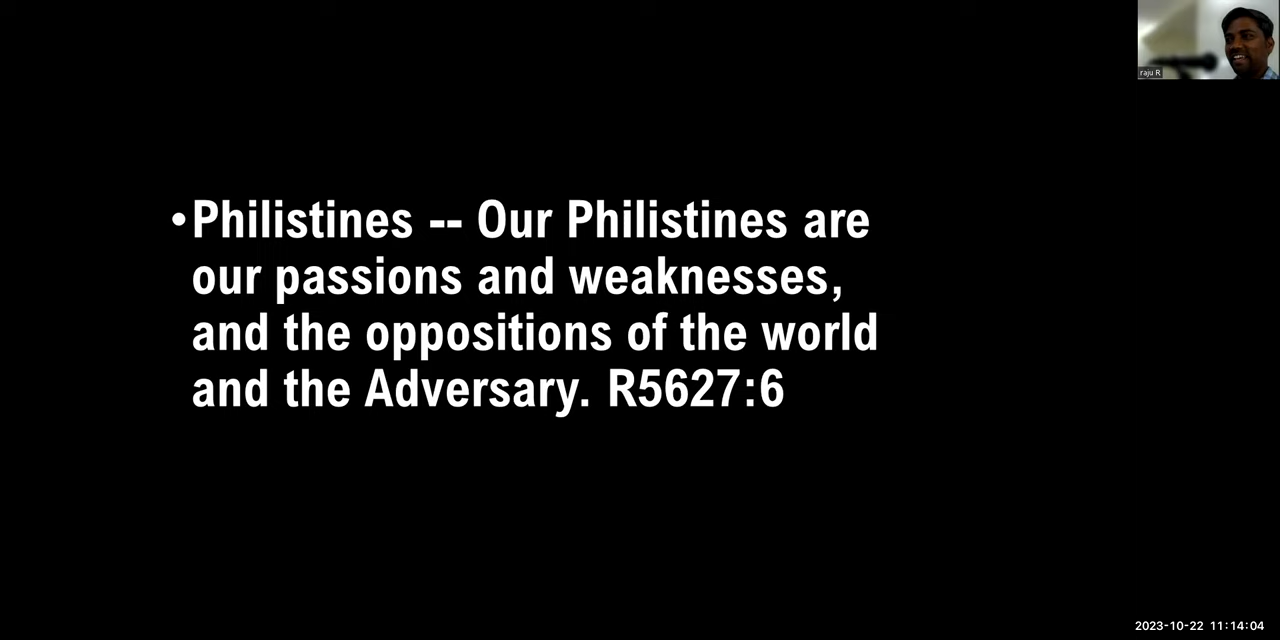 raju R
•Philistines -- Our Philistines are
our passions and weaknesses,
and the oppositions of the world
and the Adversary. R5627:6
2023-10-22 11:14:04